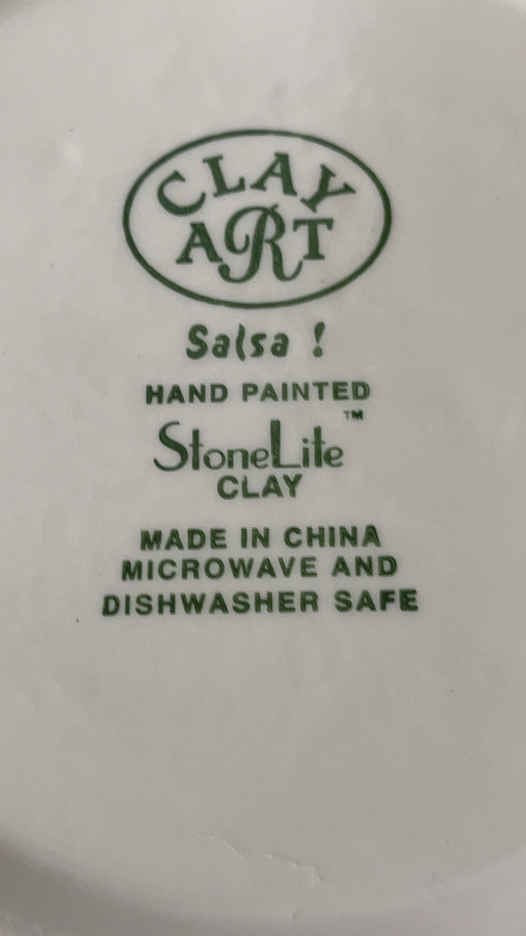 CLAY
ART
Salsa !
HAND PAINTED
StoneLite™
CLAY
MADE IN CHINA
MICROWAVE AND
DISHWASHER SAFE